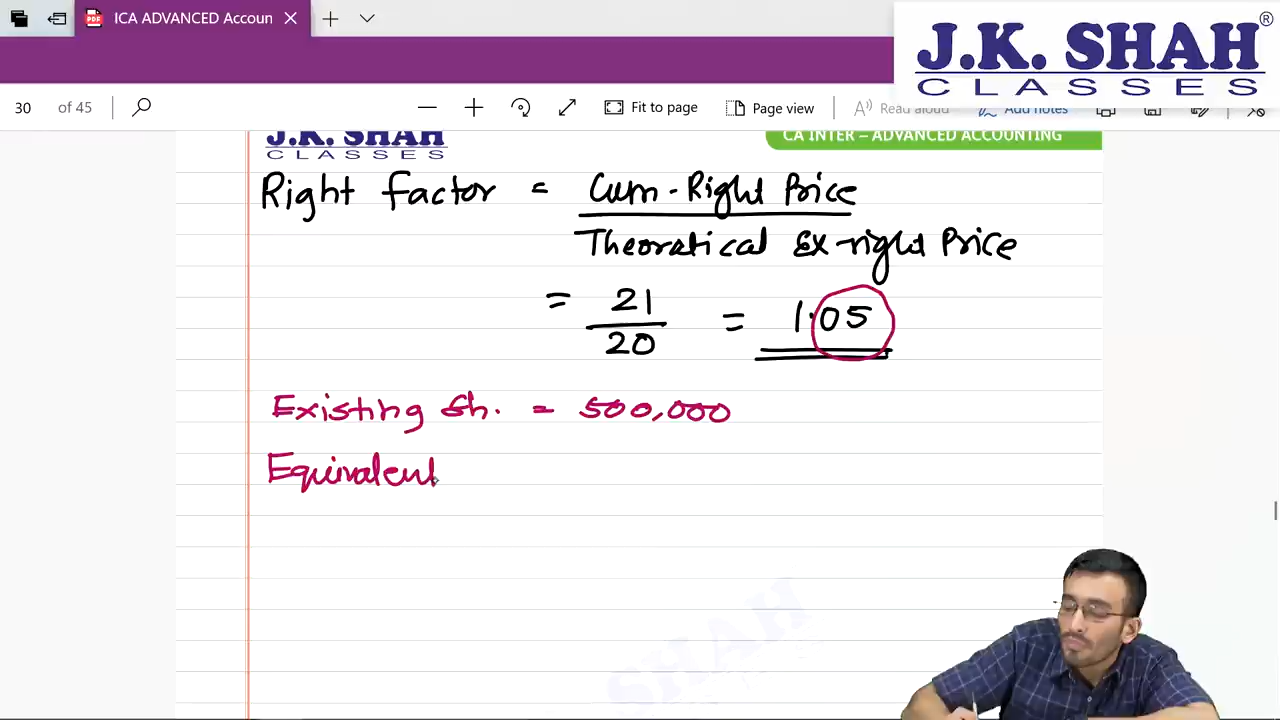 ICA ADVANCED Accoun
J.K. SHAH®
CLASSES
30 of 45
Fit to page
Page view
Read aloud
Add notes
J.K. SHAH
CLASSES
CA INTER – ADVANCED ACCOUNTING
Right factor = Cum-Right Price
Theoratical Ex-right Price
= 21
20
= 1.05
Existing Sh. = 500,000
Equivalent
SHAH